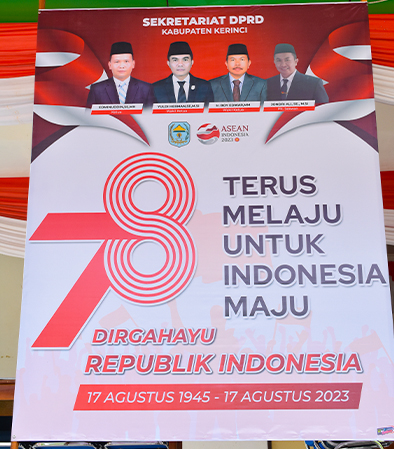 SEKRETARIAT DPRD
KABUPATEN KERINCI
ASEAN
INDONESIA
2023
78
TERUS
MELAJU
UNTUK
INDONESIA
MAJU
DIRGAHAYU
REPUBLIK INDONESIA
17 AGUSTUS 1945 - 17 AGUSTUS 2023